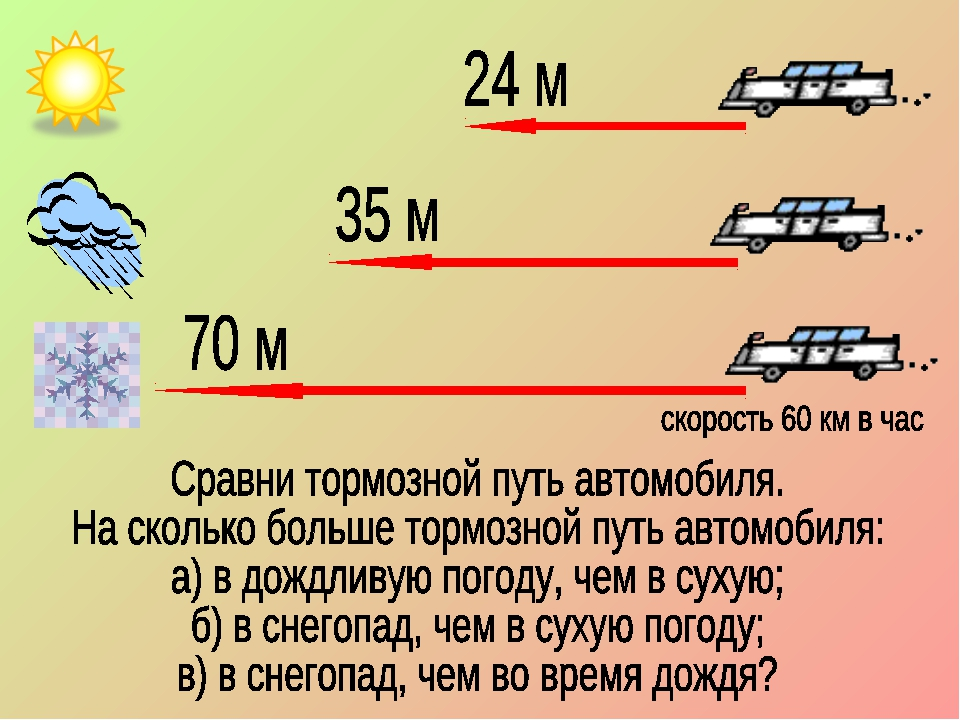 24 м
35 м
70 м
скорость 60 км в час
Сравни тормозной путь автомобиля.
На сколько больше тормозной путь автомобиля:
а) в дождливую погоду, чем в сухую;
б) в снегопад, чем в сухую погоду;
в) в снегопад, чем во время дождя?